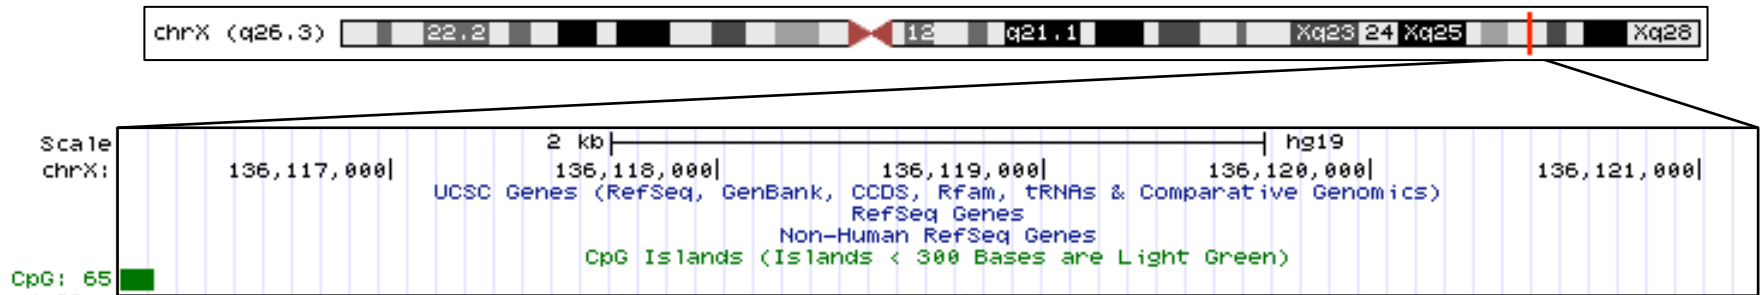 chrX (q26.3) 22.2 12 q21.1 Xq23 24 Xq25 Xq28
Scale 2 kb hg19
chrX: 136,117,000 136,118,000 136,119,000 136,120,000 136,121,000
UCSC Genes (RefSeq, GenBank, CCDS, Rfam, tRNAs & Comparative Genomics)
RefSeq Genes
Non-Human RefSeq Genes
CpG Islands (Islands < 300 Bases are Light Green)
CpG: 65